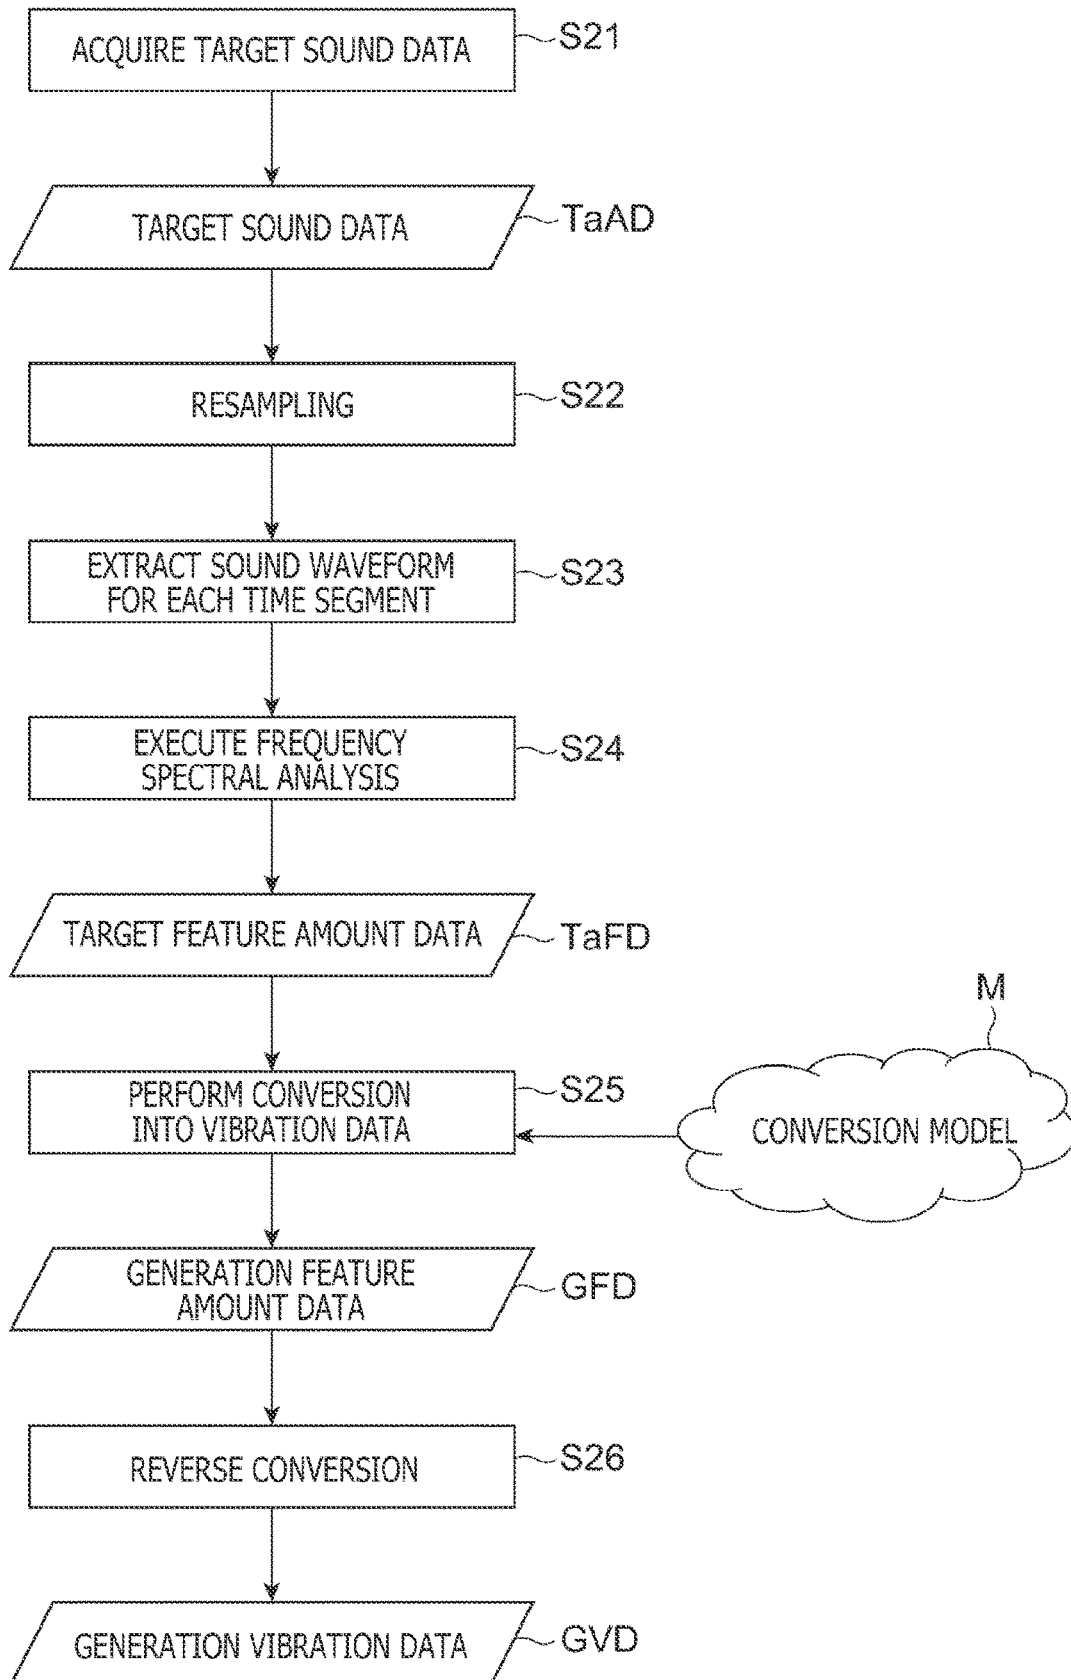 ACQUIRE TARGET SOUND DATA
S21
TARGET SOUND DATA
TaAD
RESAMPLING
S22
EXTRACT SOUND WAVEFORM
FOR EACH TIME SEGMENT
S23
EXECUTE FREQUENCY
SPECTRAL ANALYSIS
S24
TARGET FEATURE AMOUNT DATA
TaFD
M
PERFORM CONVERSION
INTO VIBRATION DATA
S25
CONVERSION MODEL
GENERATION FEATURE
AMOUNT DATA
GFD
REVERSE CONVERSION
S26
GENERATION VIBRATION DATA
GVD